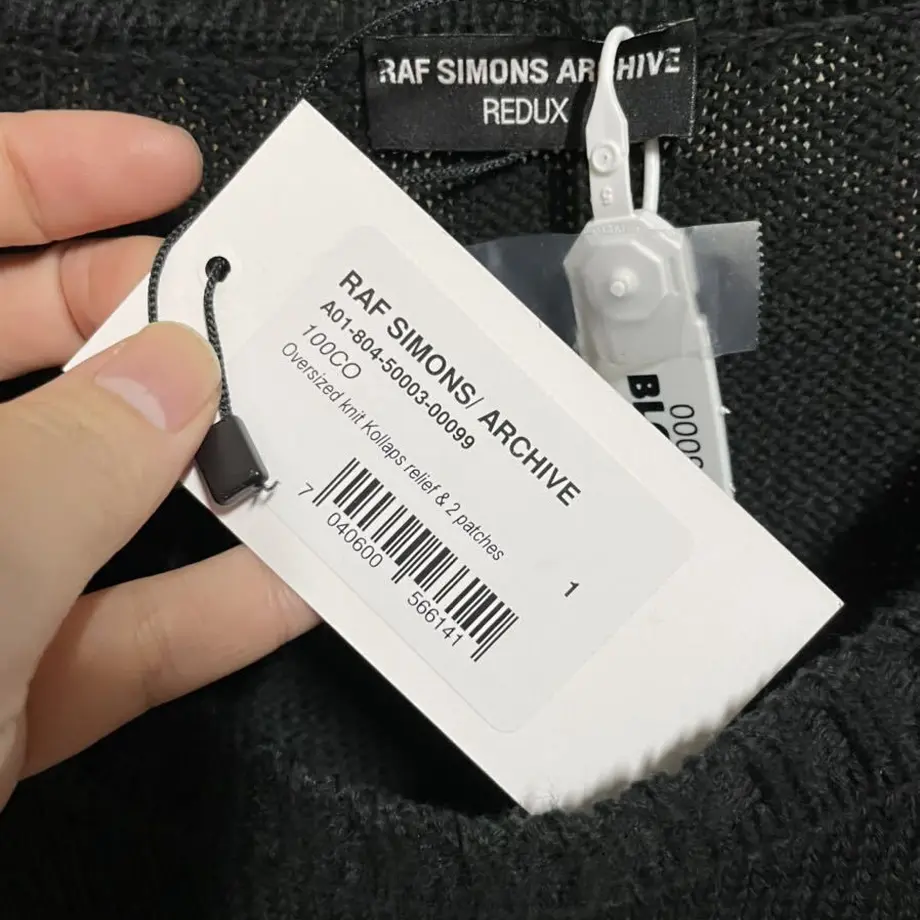 RAF SIMONS ARCHIVE
REDUX
RAF SIMONS/ ARCHIVE
A01-804-50003-00099
100CO
Oversized knit Kollaps relief & 2 patches
1
7 040600 566141